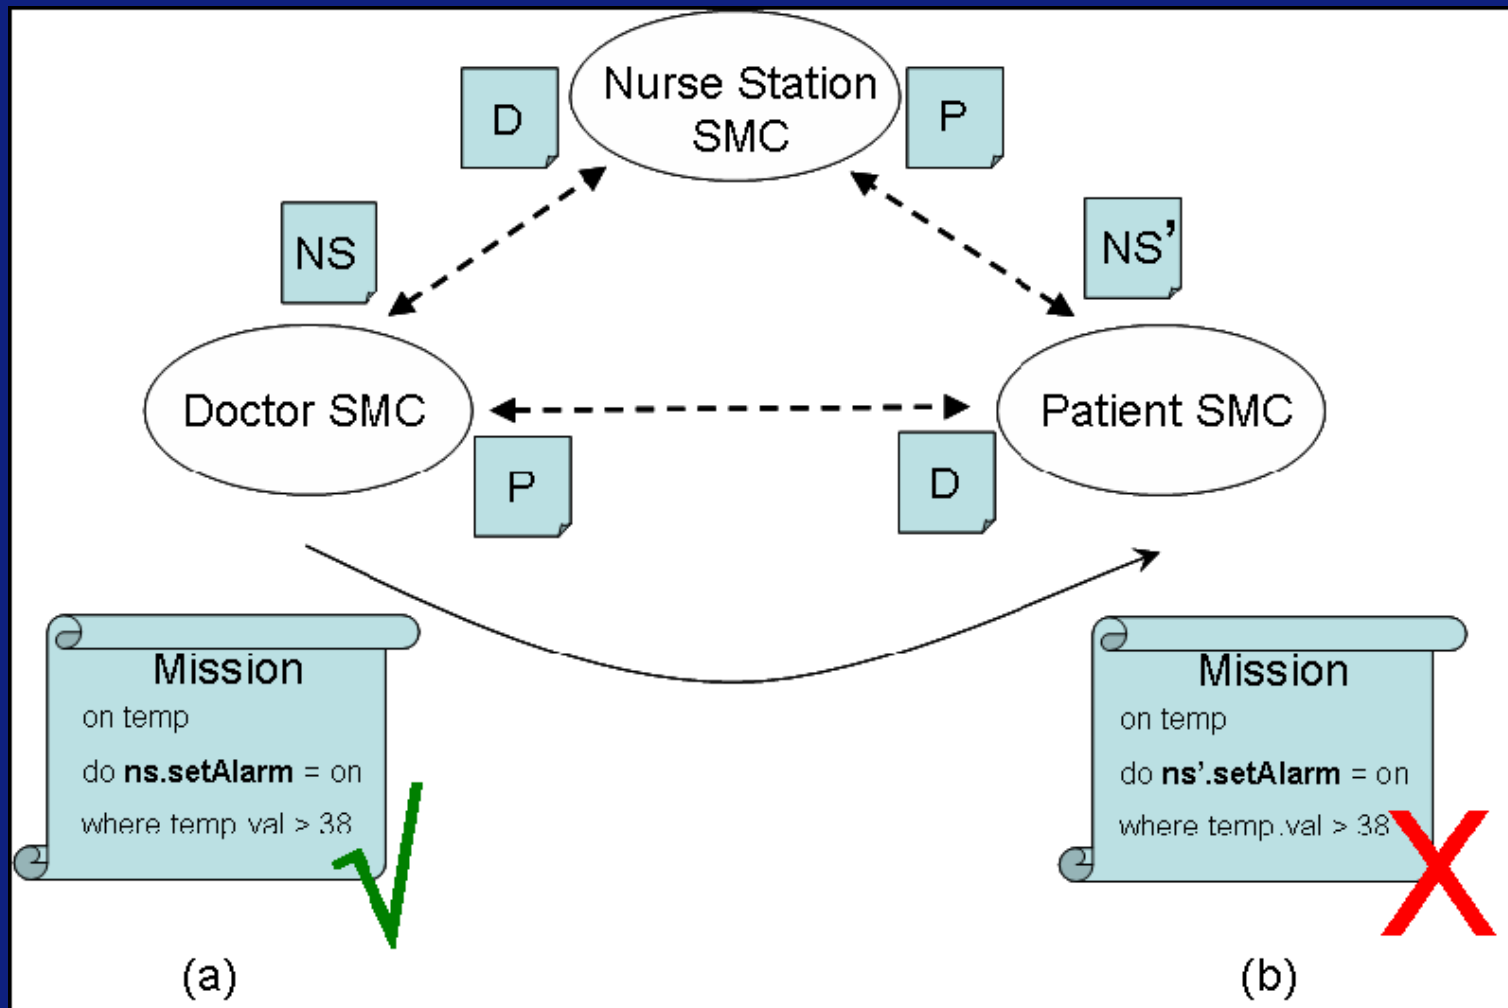 Nurse Station
SMC
D
P
NS
NS’
Doctor SMC
Patient SMC
P
D
Mission
on temp
do ns.setAlarm = on
where temp.val > 38
Mission
on temp
do ns’.setAlarm = on
where temp.val > 38
X
(a)
(b)